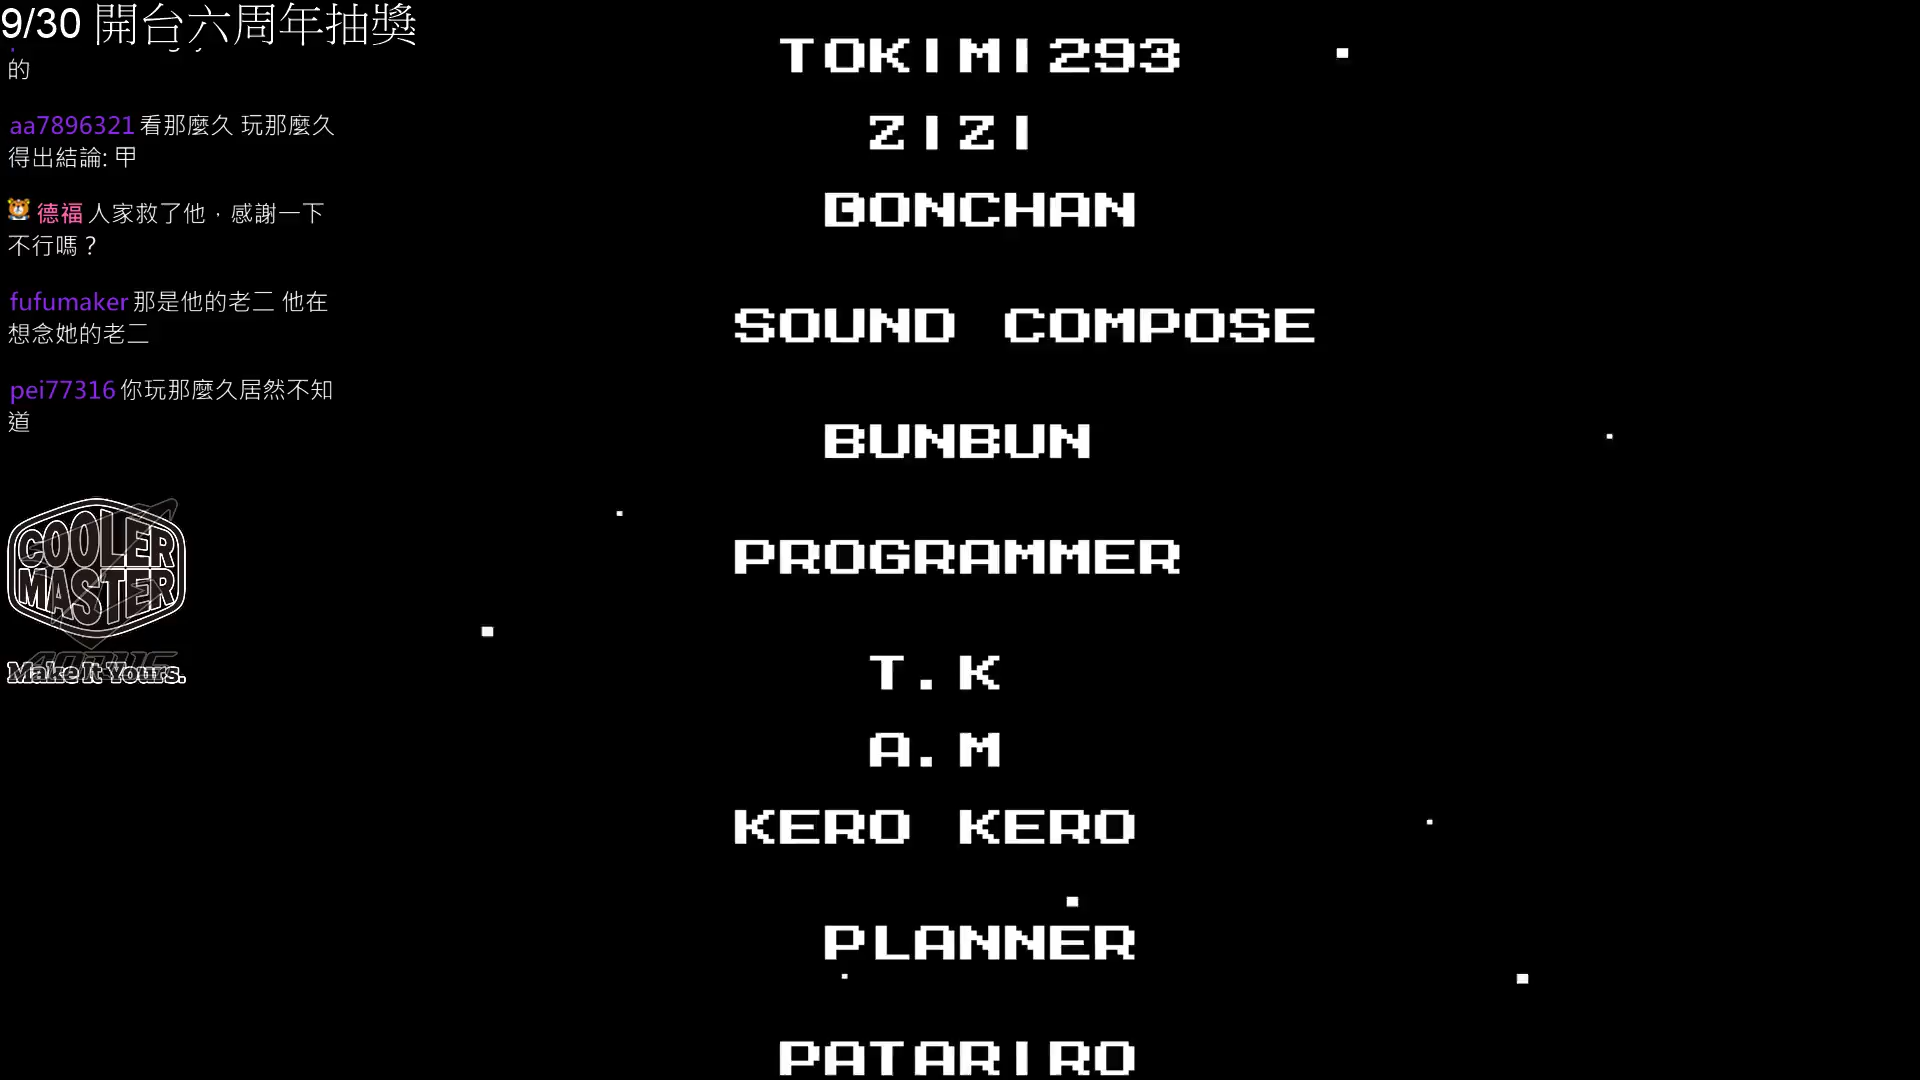 9/30 開台六周年抽獎
的
aa7896321 看那麼久 玩那麼久
得出結論: 甲
德福 人家救了他，感謝一下
不行嗎？
fufumaker 那是他的老二 他在
想念她的老二
pei77316 你玩那麼久居然不知
道
COOLER
MASTER
Make It Yours.
TOKIMI293
ZIZI
BONCHAN
SOUND COMPOSE
BUNBUN
PROGRAMMER
T.K
A.M
KERO KERO
PLANNER
PATARIRO